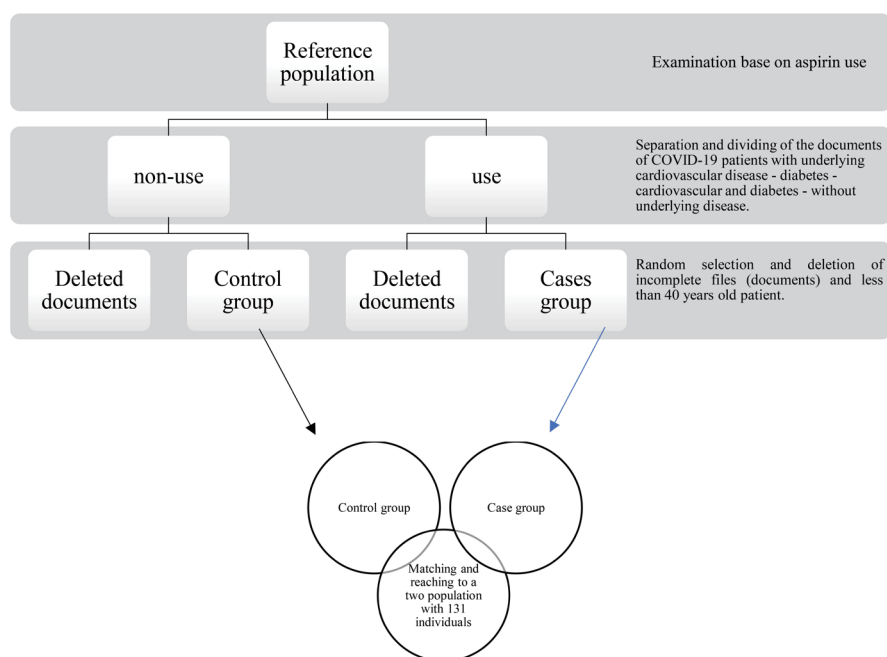 Reference
population
Examination base on aspirin use
non-use
use
Separation and dividing of the documents
of COVID-19 patients with underlying
cardiovascular disease - diabetes -
cardiovascular and diabetes - without
underlying disease.
Deleted
documents
Control
group
Deleted
documents
Cases
group
Random selection and deletion of
incomplete files (documents) and less
than 40 years old patient.
Control group
Case group
Matching and
reaching to a
two population
with 131
individuals